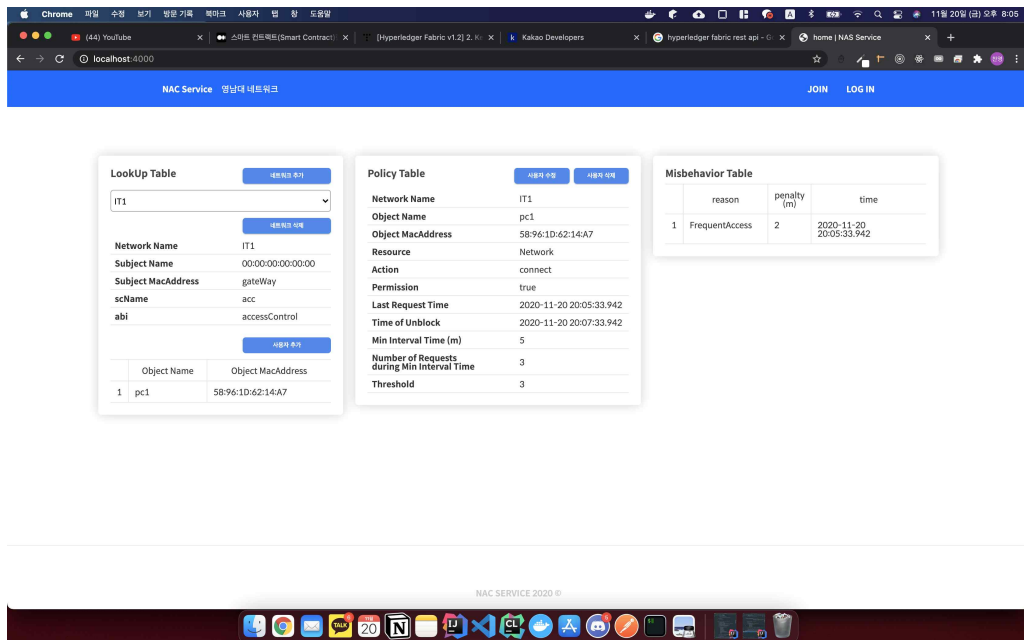 Chrome 파일 수정 보기 방문 기록 북마크 사용자 탭 창 도움말 11월 20일 (금) 오후 8:05
(44) YouTube 스마트 컨트랙트(Smart Contract) [Hyperledger Fabric v1.2] 2. Ke Kakao Developers hyperledger fabric rest api - G home | NAS Service
localhost:4000
NAC Service 영남대 네트워크 JOIN LOG IN
LookUp Table 네트워크 추가
IT1
네트워크 삭제
Network Name IT1
Subject Name 00:00:00:00:00:00
Subject MacAddress gateWay
scName acc
abi accessControl
사용자 추가
Object Name Object MacAddress
1 pc1 58:96:1D:62:14:A7
Policy Table 사용자 수정 사용자 삭제
Network Name IT1
Object Name pc1
Object MacAddress 58:96:1D:62:14:A7
Resource Network
Action connect
Permission true
Last Request Time 2020-11-20 20:05:33.942
Time of Unblock 2020-11-20 20:07:33.942
Min Interval Time (m) 5
Number of Requests
during Min Interval Time 3
Threshold 3
Misbehavior Table
reason penalty
(m) time
1 FrequentAccess 2 2020-11-20
20:05:33.942
NAC SERVICE 2020 ©
TALK
20